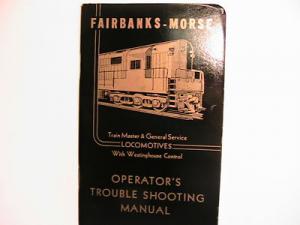 FAIRBANKS-MORSE
Train Master & General Service
LOCOMOTIVES
With Westinghouse Control
OPERATOR'S
TROUBLE SHOOTING
MANUAL